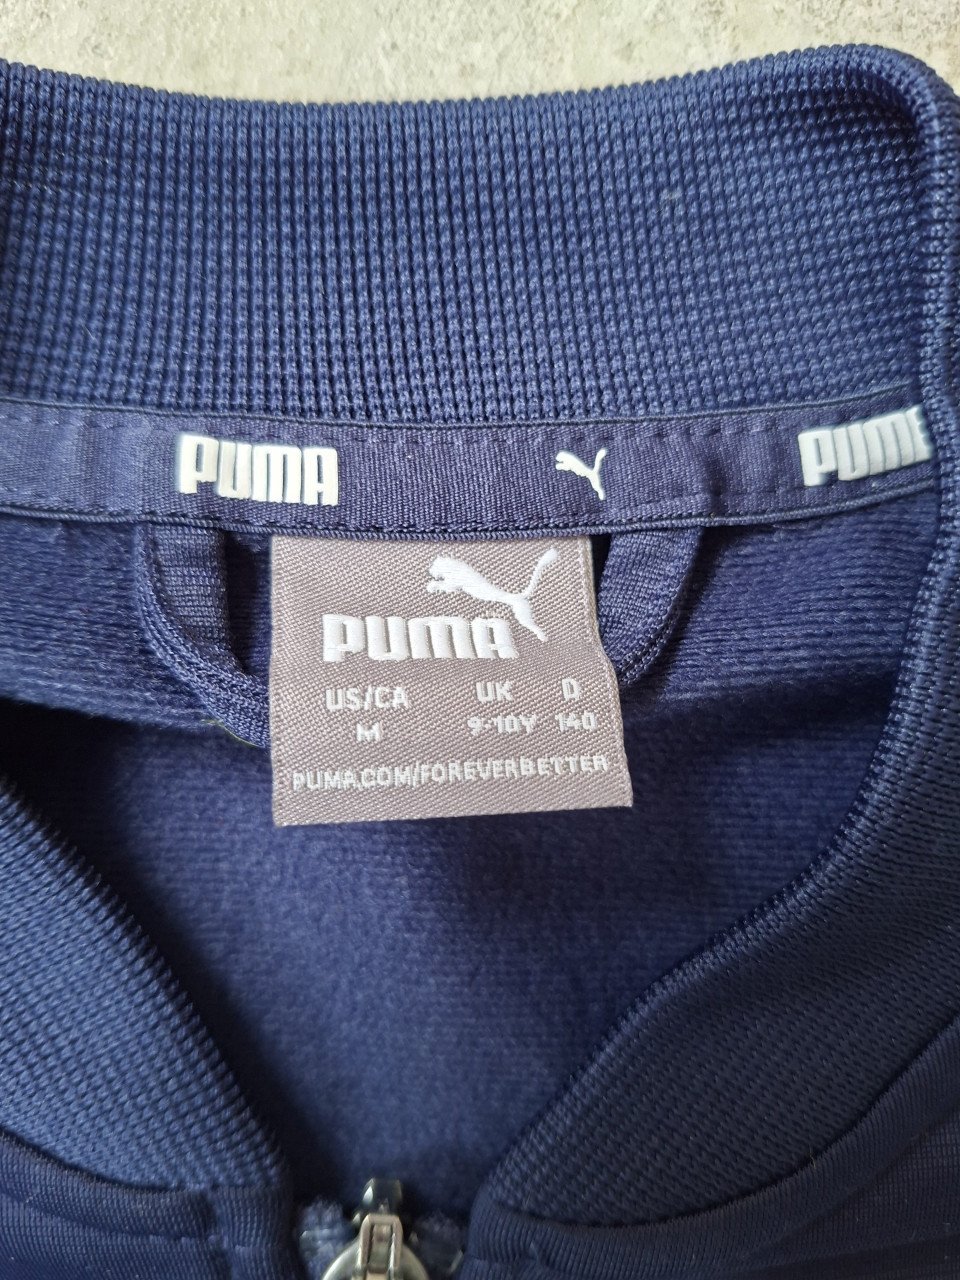 PUMA PUMA
PUMA
US/CA UK D
M 9-10Y 140
PUMA.COM/FOREVERBETTER